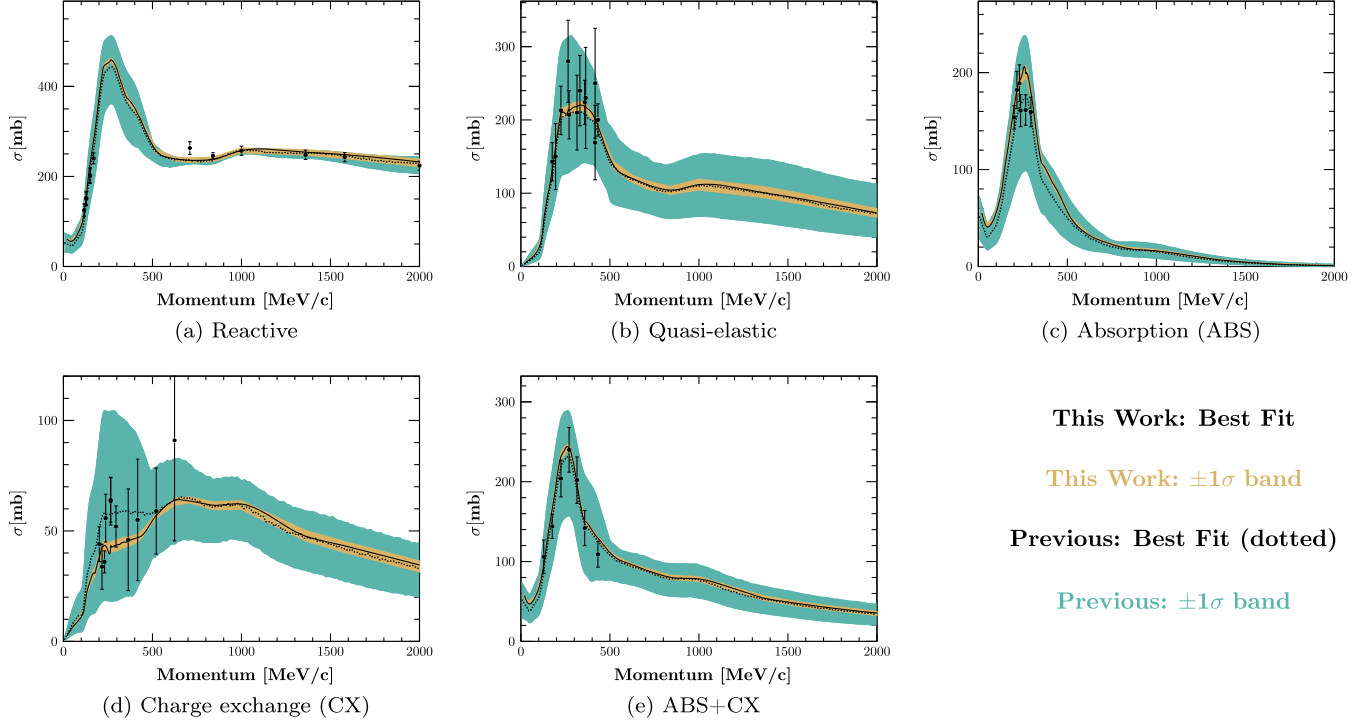 σ[mb]
400
200
0
0 500 1000 1500 2000
Momentum [MeV/c]
(a) Reactive
σ[mb]
300
200
100
0
0 500 1000 1500 2000
Momentum [MeV/c]
(b) Quasi-elastic
σ[mb]
200
100
0
0 500 1000 1500 2000
Momentum [MeV/c]
(c) Absorption (ABS)
σ[mb]
100
50
0
0 500 1000 1500 2000
Momentum [MeV/c]
(d) Charge exchange (CX)
σ[mb]
300
200
100
0
0 500 1000 1500 2000
Momentum [MeV/c]
(e) ABS+CX
This Work: Best Fit
This Work: ±1σ band
Previous: Best Fit (dotted)
Previous: ±1σ band